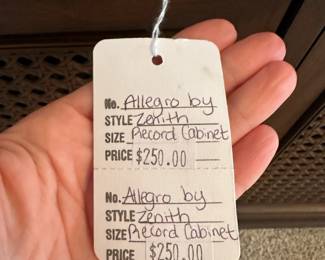 No. Allegro by
STYLE Zenith
SIZE Record Cabinet
PRICE $250.00
No. Allegro by
STYLE Zenith
SIZE Record Cabinet
PRICE $250.00